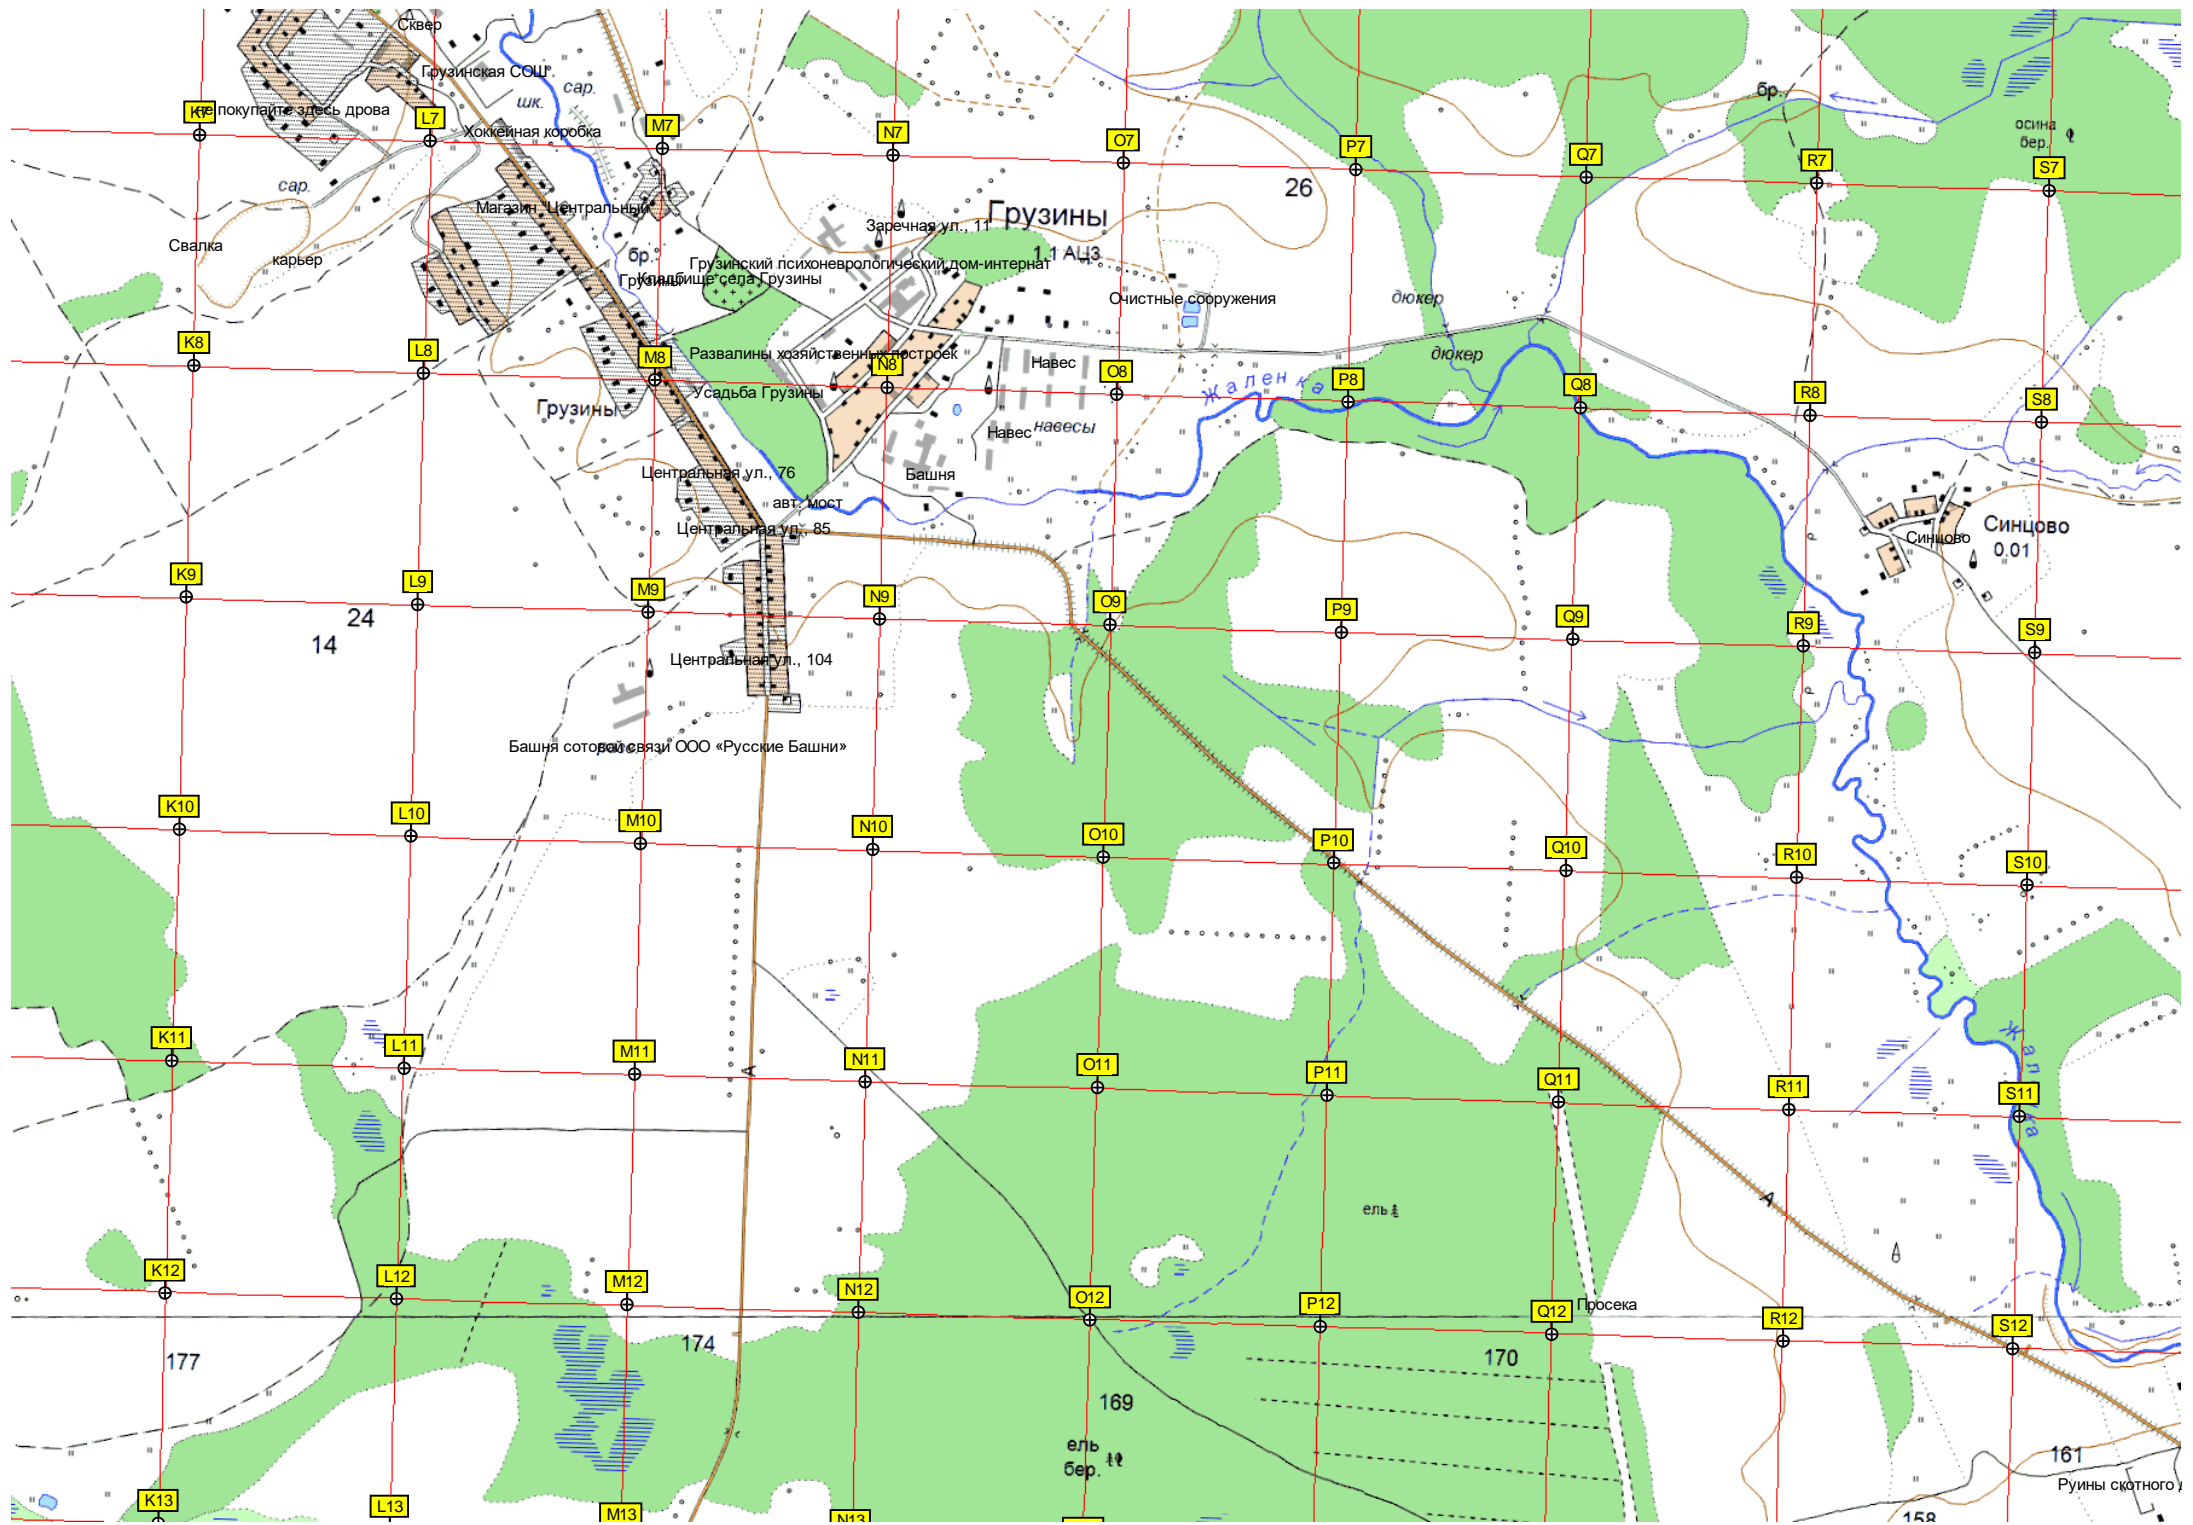 Сквер
Грузинская СОШ
шк.
сар.
бр.
не покупайте здесь дрова
K7
L7
Хоккейная коробка
M7
N7
O7
P7
Q7
R7
S7
осина
бер.
сар.
26
Магазин "Центральный"
Заречная ул., 11
Грузины
1.1 АЦЗ
Свалка
карьер
бр.
Грузинский психоневрологический дом-интернат
Грузины
Кладбище села Грузины
Очистные сооружения
дюкер
K8
L8
M8
Развалины хозяйственных построек
N8
Навес
O8
дюкер
Жаленка
P8
Q8
R8
S8
Грузины
Усадьба Грузины
Навес
навесы
Центральная ул., 76
Башня
авт. мост
Центральная ул., 85
Синцово
Синцово
0.01
K9
L9
M9
N9
O9
P9
Q9
R9
S9
24
14
Центральная ул., 104
Башня сотовой связи ООО «Русские Башни»
K10
L10
M10
N10
O10
P10
Q10
R10
S10
K11
L11
M11
N11
O11
P11
Q11
R11
S11
Жаленка
А
ель
А
K12
L12
M12
N12
O12
P12
Q12
Просека
R12
S12
177
174
170
169
ель
бер.
161
Руины скотного
K13
L13
M13
N13
158